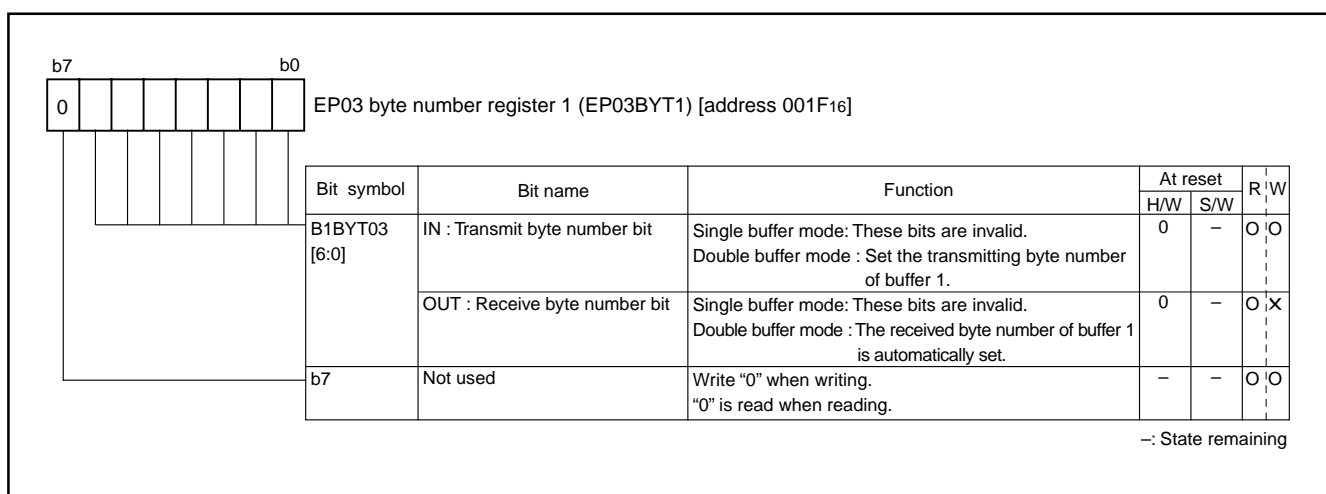 b7 b0
0
EP03 byte number register 1 (EP03BYT1) [address 001F16]
Bit symbol Bit name Function At reset R W
H/W S/W
B1BYT03 IN : Transmit byte number bit Single buffer mode: These bits are invalid. 0 – O O
[6:0] Double buffer mode : Set the transmitting byte number
of buffer 1.
OUT : Receive byte number bit Single buffer mode: These bits are invalid. 0 – O ✕
Double buffer mode : The received byte number of buffer 1
is automatically set.
b7 Not used Write “0” when writing. – – O O
“0” is read when reading.
–: State remaining